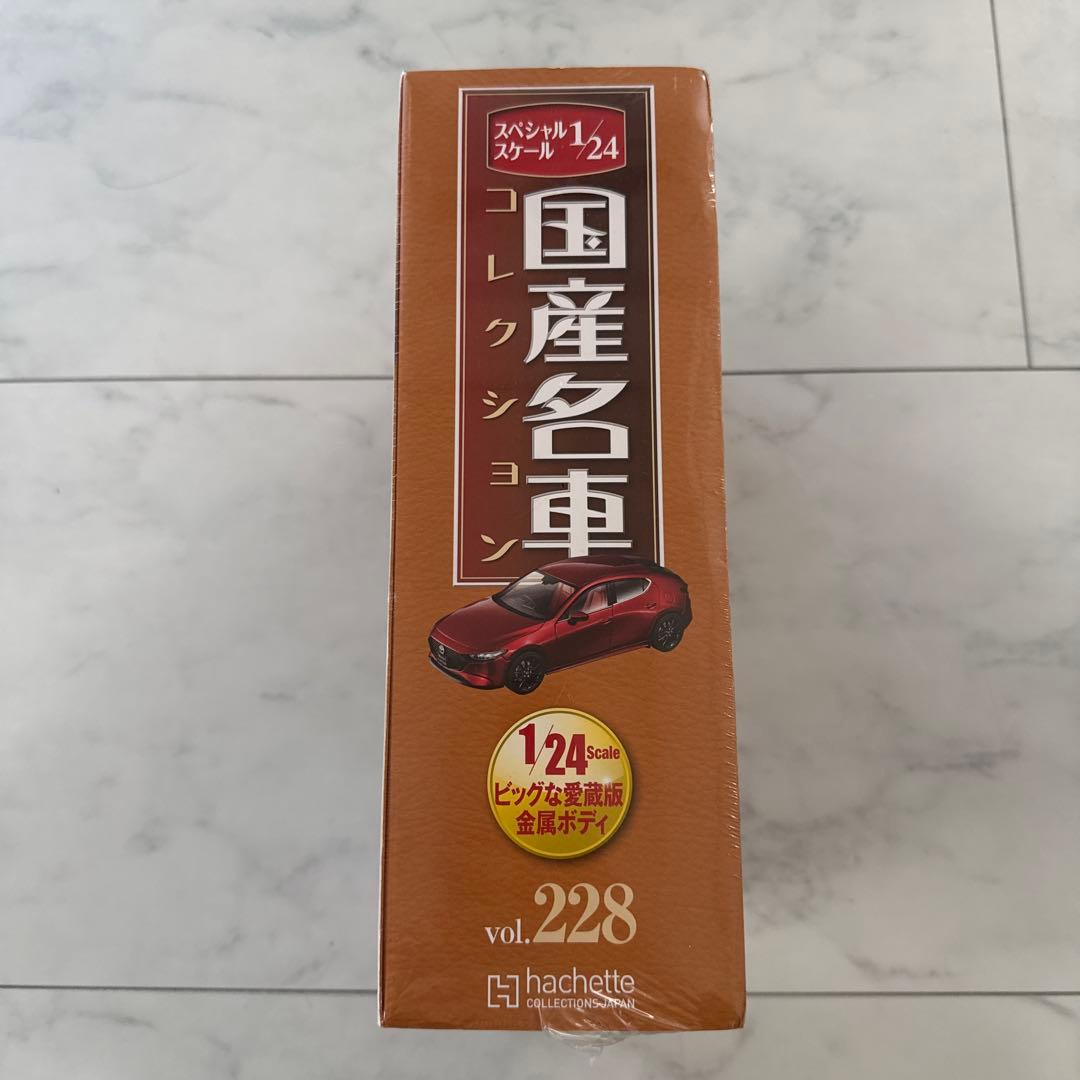 スペシャル
スケール 1/24
国産名車
コレクション
1/24 Scale
ビッグな愛蔵版
金属ボディ
vol.228
hachette
COLLECTIONS JAPAN